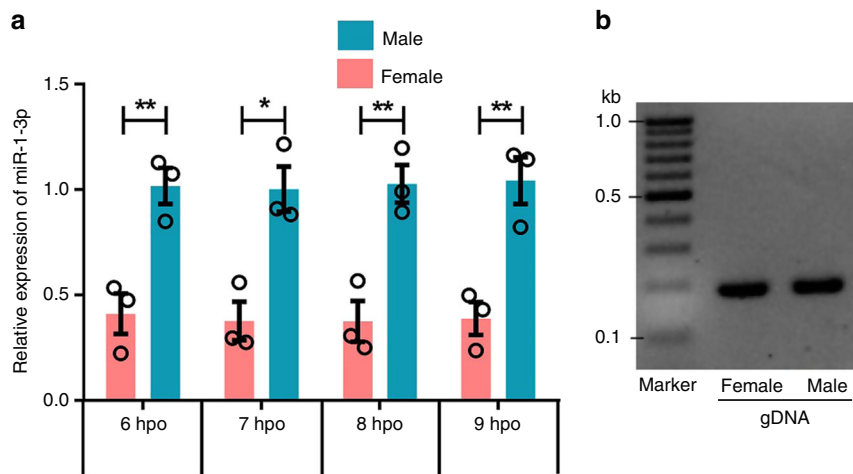 a
Male
Female
Relative expression of miR-1-3p
1.5
1.0
0.5
0.0
** * ** **
6 hpo 7 hpo 8 hpo 9 hpo
b
kb
1.0
0.5
0.1
Marker Female Male
gDNA